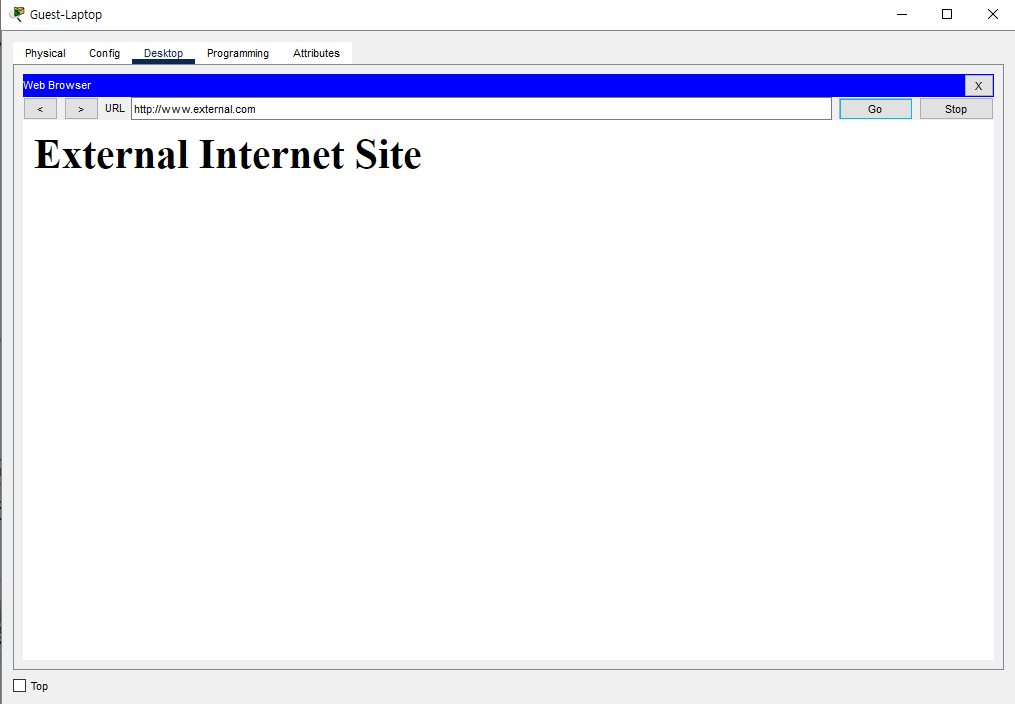 Guest-Laptop
Physical Config Desktop Programming Attributes
Web Browser X
< > URL http://www.external.com Go Stop
External Internet Site
Top